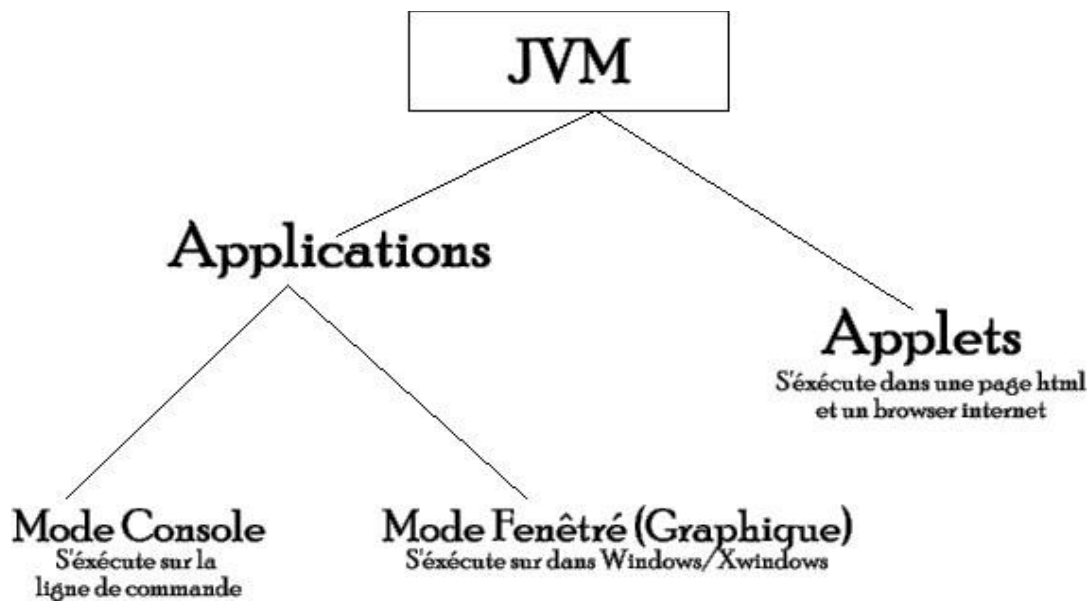 JVM
Applications
Applets
S'éxécute dans une page html
et un browser internet
Mode Console
S'éxécute sur la
ligne de commande
Mode Fenêtré (Graphique)
S'éxécute sur dans Windows/Xwindows